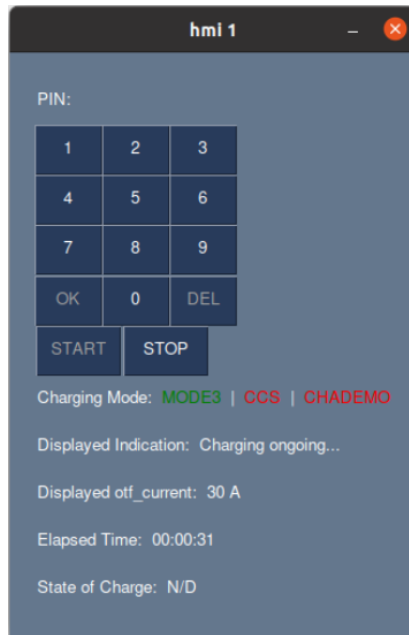 hmi 1
PIN:
1 2 3
4 5 6
7 8 9
OK 0 DEL
START STOP
Charging Mode: MODE3 | CCS | CHADEMO
Displayed Indication: Charging ongoing...
Displayed otf_current: 30 A
Elapsed Time: 00:00:31
State of Charge: N/D